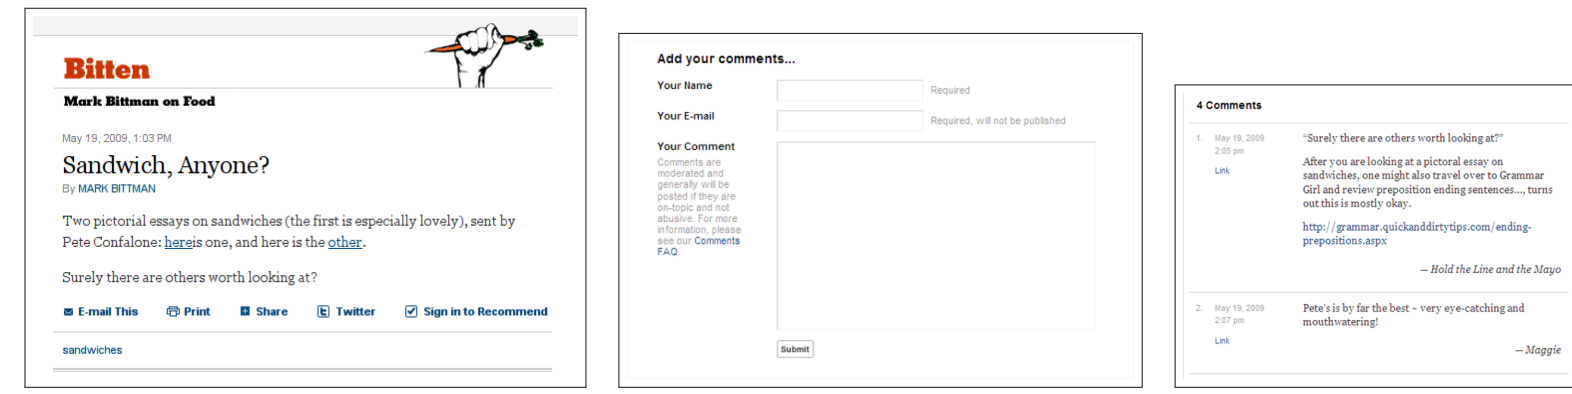 Bitten
Mark Bittman on Food
May 19, 2009, 1:03 PM
Sandwich, Anyone?
By MARK BITTMAN
Two pictorial essays on sandwiches (the first is especially lovely), sent by
Pete Confalone: hereis one, and here is the other.
Surely there are others worth looking at?
E-mail This Print Share Twitter Sign in to Recommend
sandwiches
Add your comments...
Your Name
Required
Your E-mail
Required, will not be published
Your Comment
Comments are
moderated and
generally will be
posted if they are
on-topic and not
abusive. For more
information, please
see our Comments
FAQ.
Submit
4 Comments
1. May 19, 2009
2:05 pm
Link
“Surely there are others worth looking at?”
After you are looking at a pictoral essay on
sandwiches, one might also travel over to Grammar
Girl and review preposition ending sentences..., turns
out this is mostly okay.
http://grammar.quickanddirtytips.com/ending-
prepositions.aspx
— Hold the Line and the Mayo
2. May 19, 2009
2:07 pm
Link
Pete's is by far the best ~ very eye-catching and
mouthwatering!
— Maggie